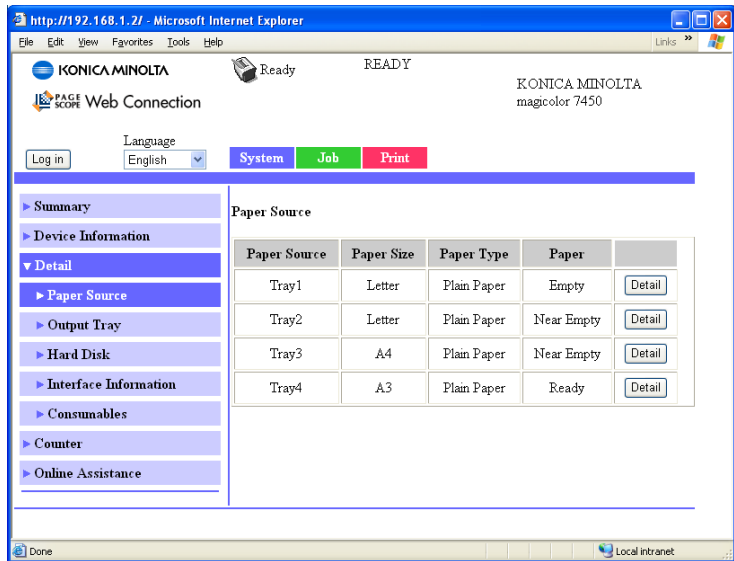 http://192.168.1.2/ - Microsoft Internet Explorer
File Edit View Favorites Tools Help Links »
KONICA MINOLTA
Ready
READY
KONICA MINOLTA
magicolor 7450
PAGE SCOPE Web Connection
Language
Log in English
System Job Print
Summary
Device Information
Detail
Paper Source
Output Tray
Hard Disk
Interface Information
Consumables
Counter
Online Assistance
Paper Source
Paper Source Paper Size Paper Type Paper
Tray1 Letter Plain Paper Empty Detail
Tray2 Letter Plain Paper Near Empty Detail
Tray3 A4 Plain Paper Near Empty Detail
Tray4 A3 Plain Paper Ready Detail
Done Local intranet